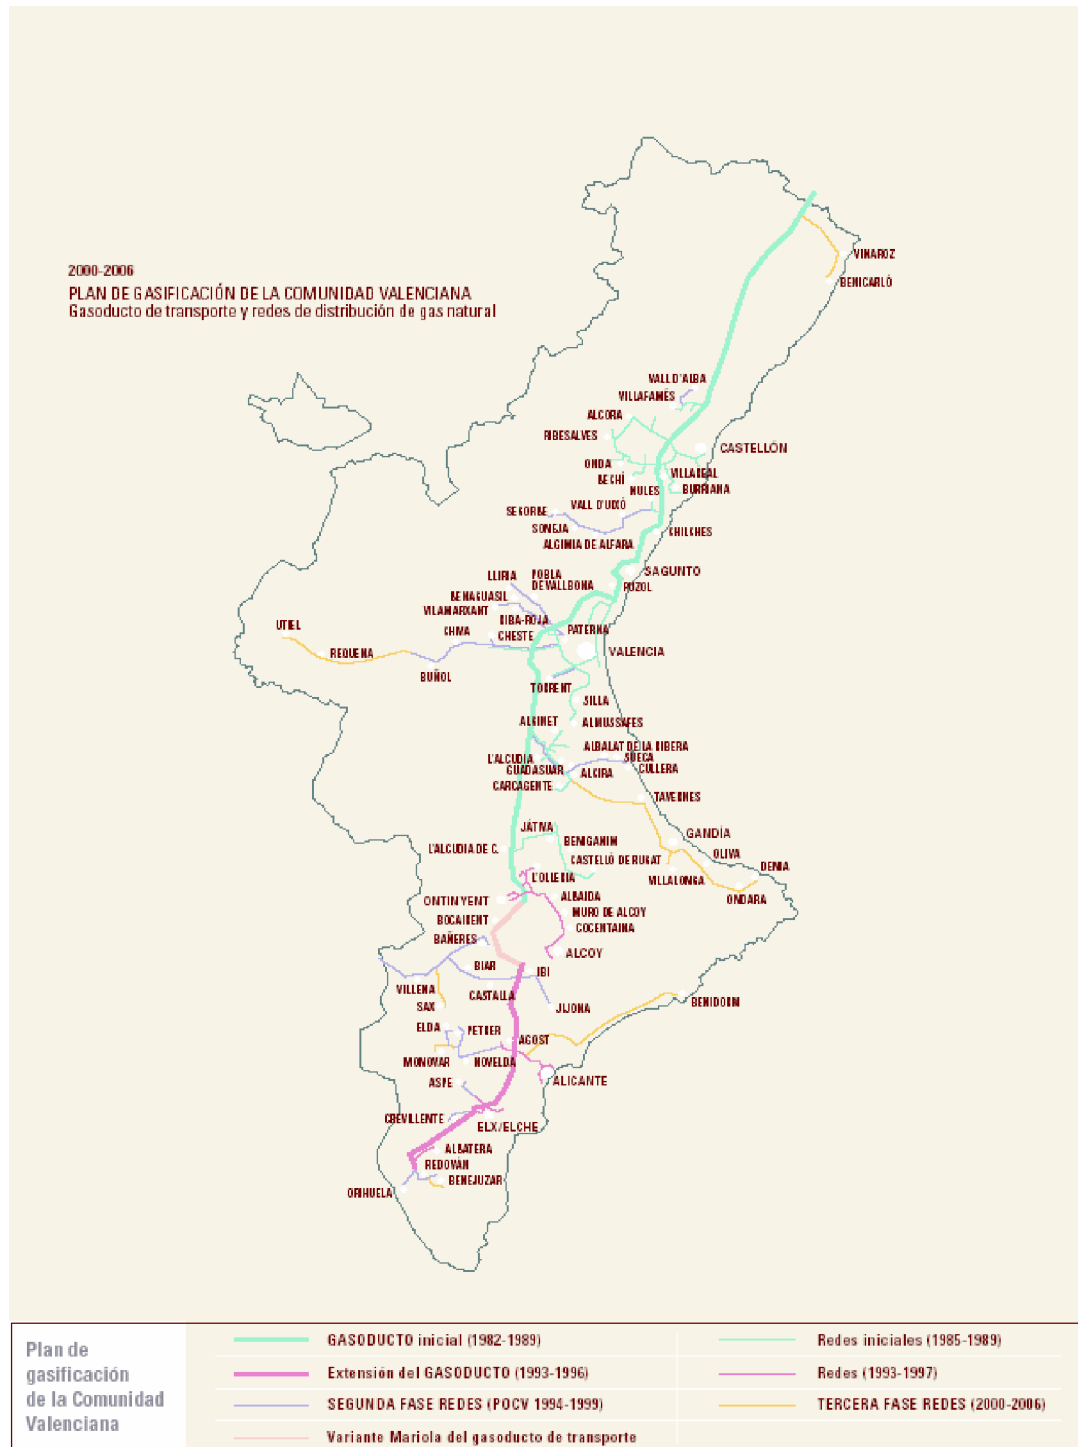 2000-2006
PLAN DE GASIFICACIÓN DE LA COMUNIDAD VALENCIANA
Gasoducto de transporte y redes de distribución de gas natural
VINAROZ
BENICARLÓ
VALL D'ALBA
VILLAFAMÉS
ALCORA
RIBESALVES
CASTELLÓN
ONDA
BECHÍ
VILLAREAL
NULES
BURRIANA
SEGORBE
VALL D'UIXÓ
SONEJA
CHILCHES
ALGIMIA DE ALFARA
SAGUNTO
LLIRIA
POBLA
DE VALLBONA
PUZOL
BENAGUASIL
VILAMARXANT
RIBA-ROJA
UTIEL
CHIVA
CHESTE
PATERNA
REQUENA
VALENCIA
BUÑOL
TORRENT
SILLA
ALGINET
ALMUSSAFES
ALBALAT DE LA RIBERA
L'ALCUDIA
SUECA
GUADASUAR
ALCIRA
CULLERA
CARCAGENTE
TAVERNES
JÁTIVA
GANDÍA
BENIGANIM
L'ALCUDIA DE C.
CASTELLÓ DE RUGAT
OLIVA
DENIA
L'OLLERIA
VILLALONGA
ONTINYENT
ALBAIDA
ONDARA
BOCAIRENT
MURO DE ALCOY
COCENTAINA
BAÑERES
ALCOY
BIAR
IBI
VILLENA
CASTALLA
SAX
JIJONA
BENIDORM
ELDA
PETRER
AGOST
MONOVAR
NOVELDA
ASPE
ALICANTE
CREVILLENTE
ELX/ELCHE
ALBATERA
REDOVÁN
BENEJUZAR
ORIHUELA
Plan de
gasificación
de la Comunidad
Valenciana
GASODUCTO inicial (1982-1989)
Redes iniciales (1985-1989)
Extensión del GASODUCTO (1993-1996)
Redes (1993-1997)
SEGUNDA FASE REDES (POCV 1994-1999)
TERCERA FASE REDES (2000-2006)
Variante Mariola del gasoducto de transporte